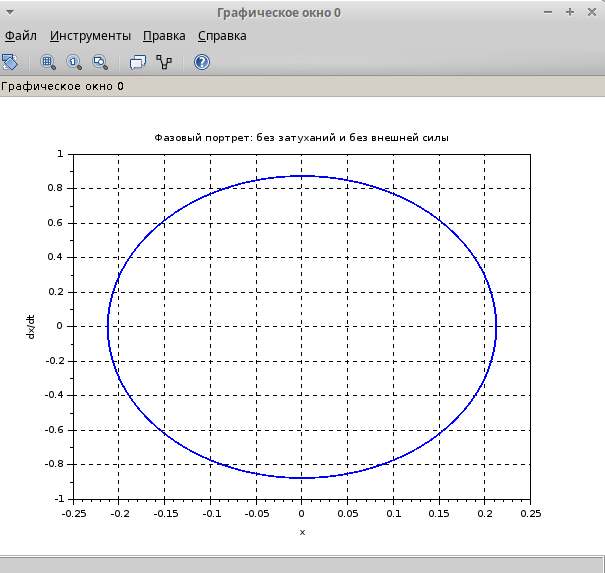 Графическое окно 0
Файл Инструменты Правка Справка
Графическое окно 0
Фазовый портрет: без затуханий и без внешней силы
1
0.8
0.6
0.4
0.2
0
-0.2
-0.4
-0.6
-0.8
-1
dx/dt
-0.25 -0.2 -0.15 -0.1 -0.05 0 0.05 0.1 0.15 0.2 0.25
x